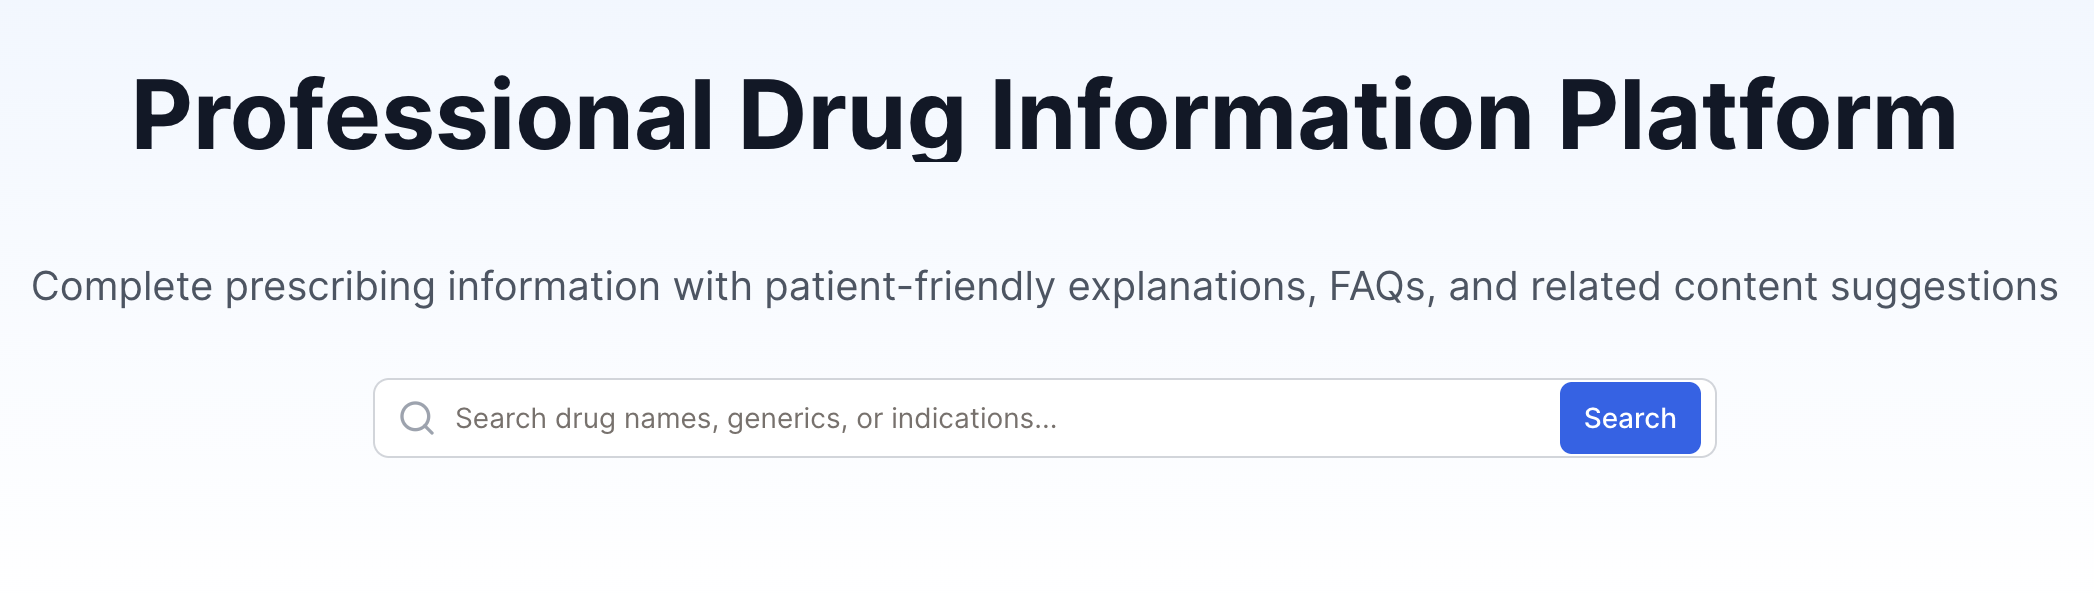 Professional Drug Information Platform
Complete prescribing information with patient-friendly explanations, FAQs, and related content suggestions
Search drug names, generics, or indications...
Search